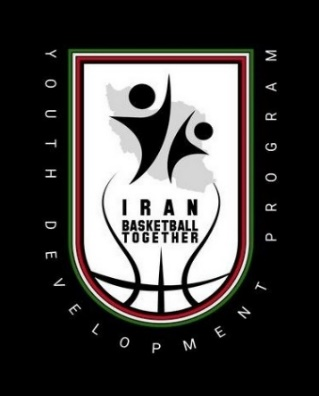 YOUTH DEVELOPMENT PROGRAM
IRAN
BASKETBALL
TOGETHER